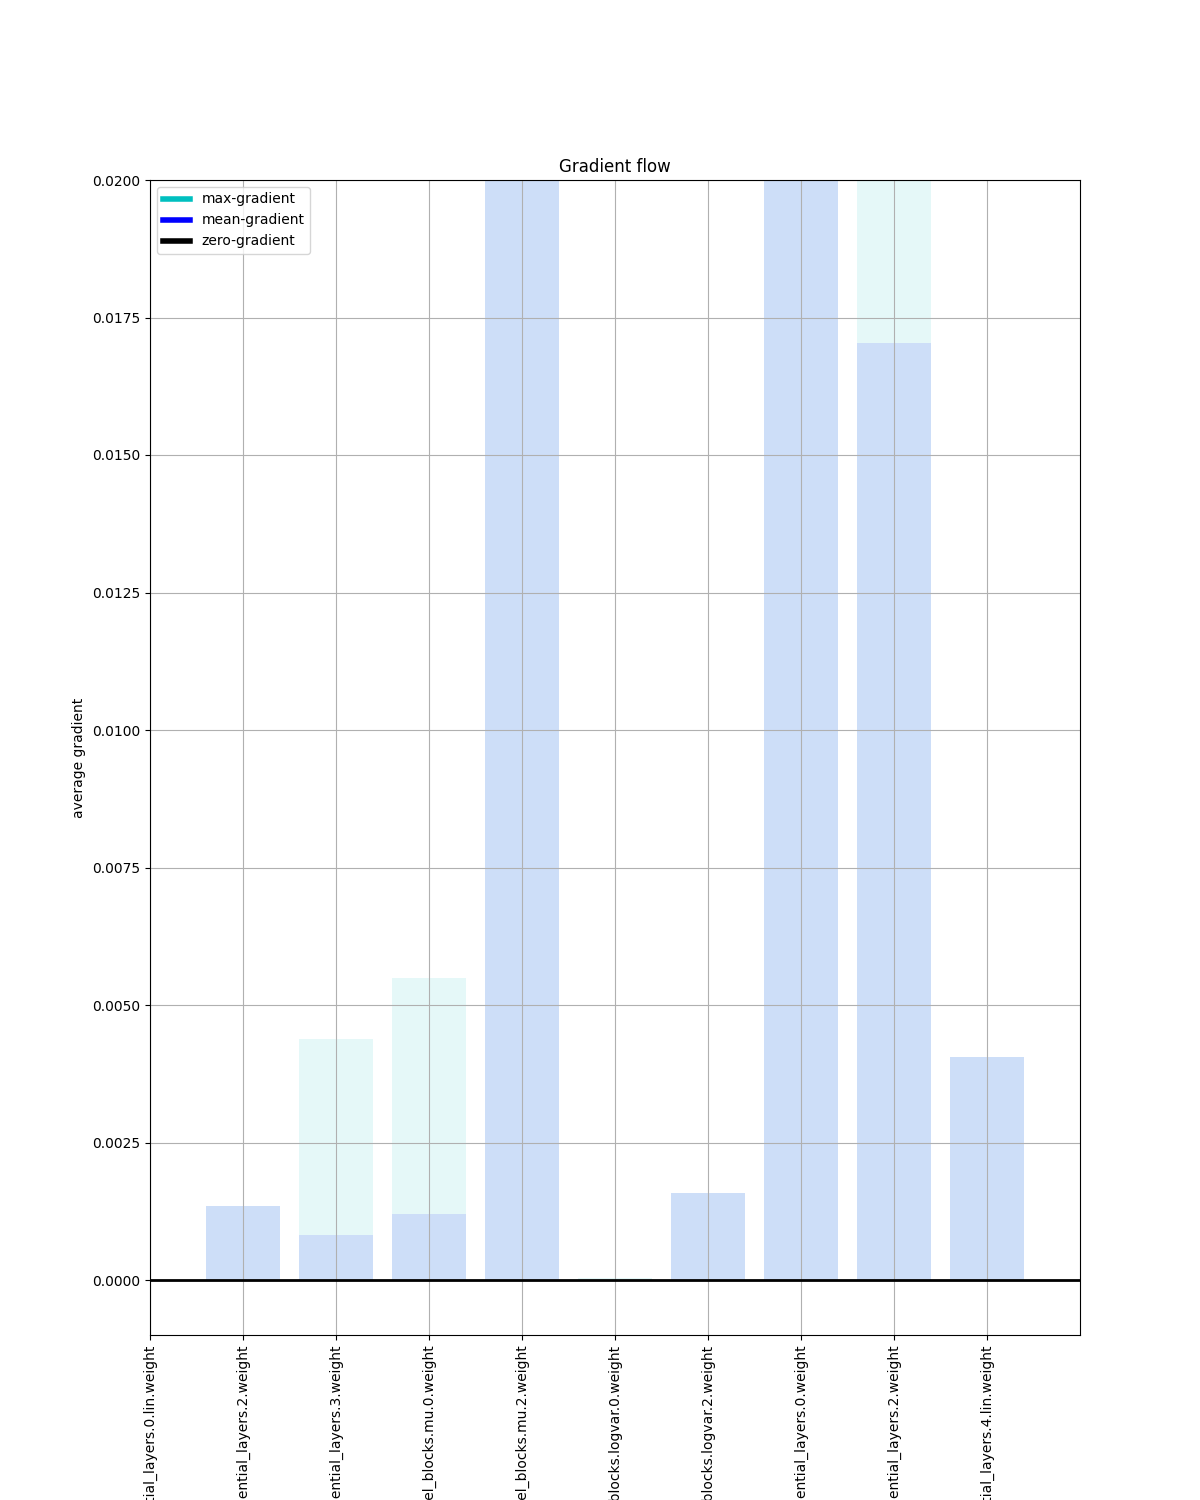 Gradient flow
max-gradient
mean-gradient
zero-gradient
0.0200
0.0175
0.0150
0.0125
0.0100
0.0075
0.0050
0.0025
0.0000
average gradient
tial_layers.0.lin.weight
ential_layers.2.weight
ential_layers.3.weight
el_blocks.mu.0.weight
el_blocks.mu.2.weight
blocks.logvar.0.weight
blocks.logvar.2.weight
ential_layers.0.weight
ential_layers.2.weight
tial_layers.4.lin.weight